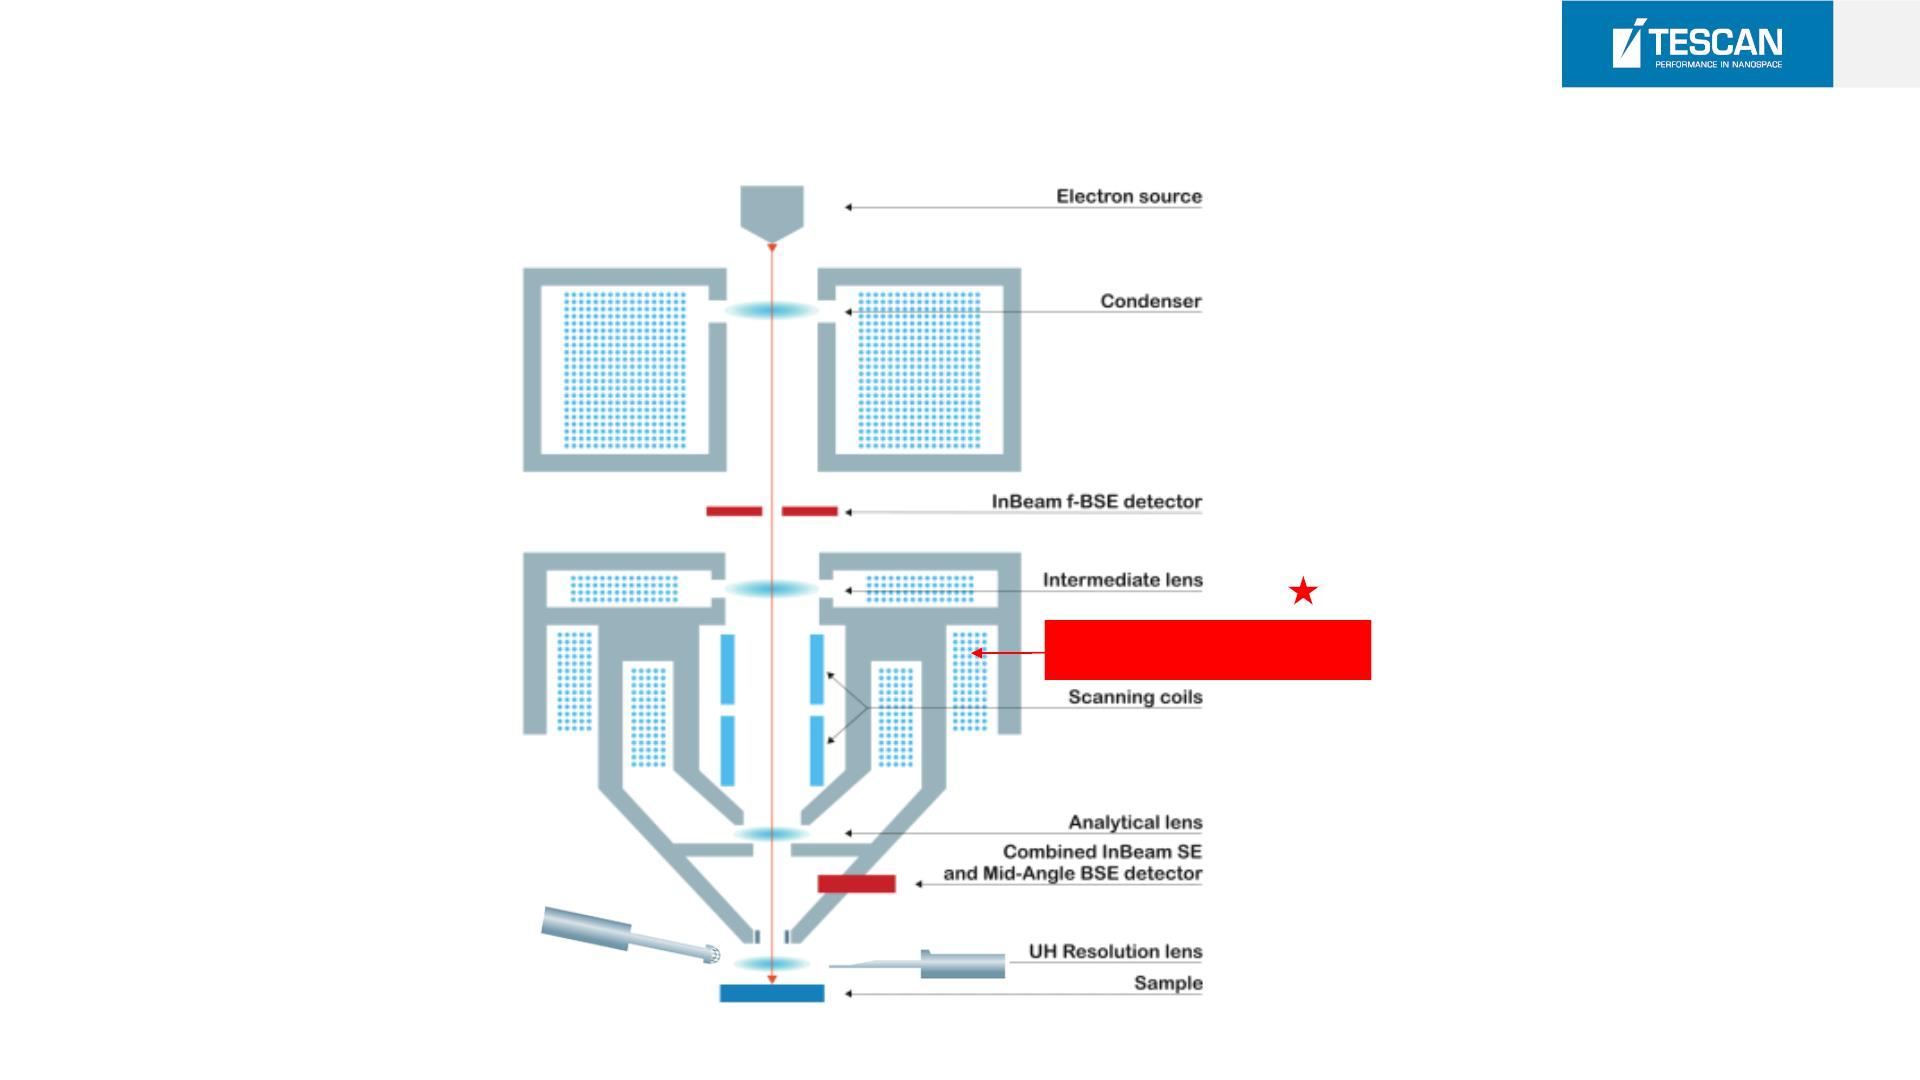 TESCAN
PERFORMANCE IN NANOSPACE
Electron source
Condenser
InBeam f-BSE detector
Intermediate lens
Scanning coils
Analytical lens
Combined InBeam SE
and Mid-Angle BSE detector
UH Resolution lens
Sample